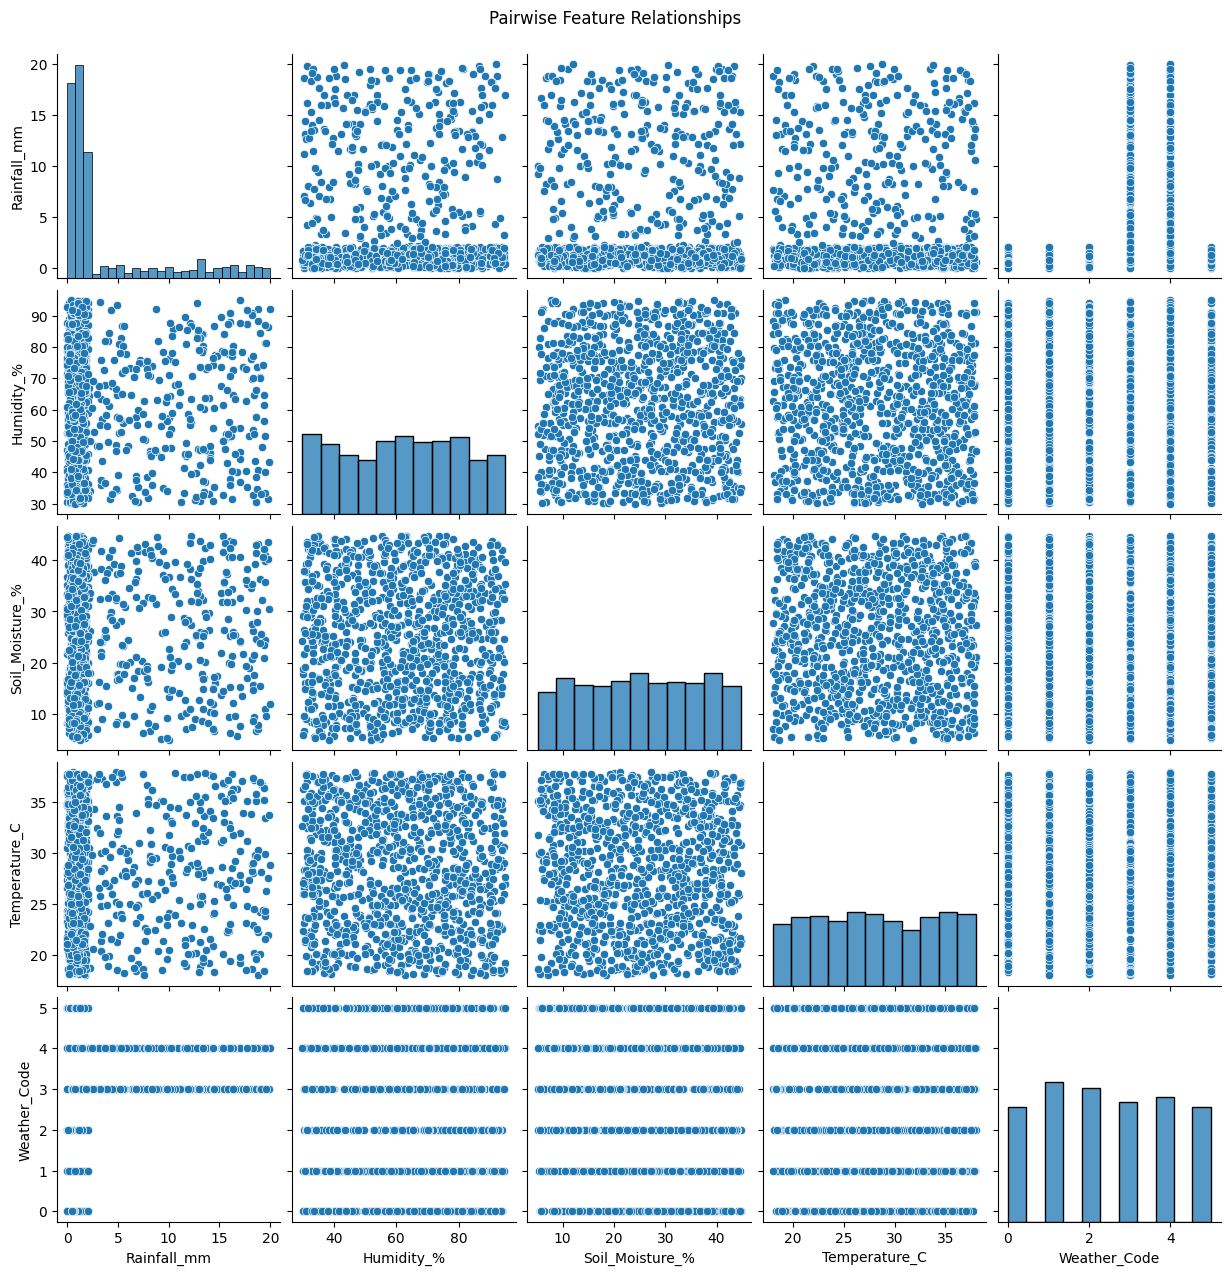 Pairwise Feature Relationships
20
15
10
5
0
Rainfall_mm
90
80
70
60
50
40
30
Humidity_%
40
30
20
10
Soil_Moisture_%
35
30
25
20
Temperature_C
5
4
3
2
1
0
Weather_Code
0 5 10 15 20
40 60 80
10 20 30 40
20 25 30 35
0 2 4
Rainfall_mm
Humidity_%
Soil_Moisture_%
Temperature_C
Weather_Code